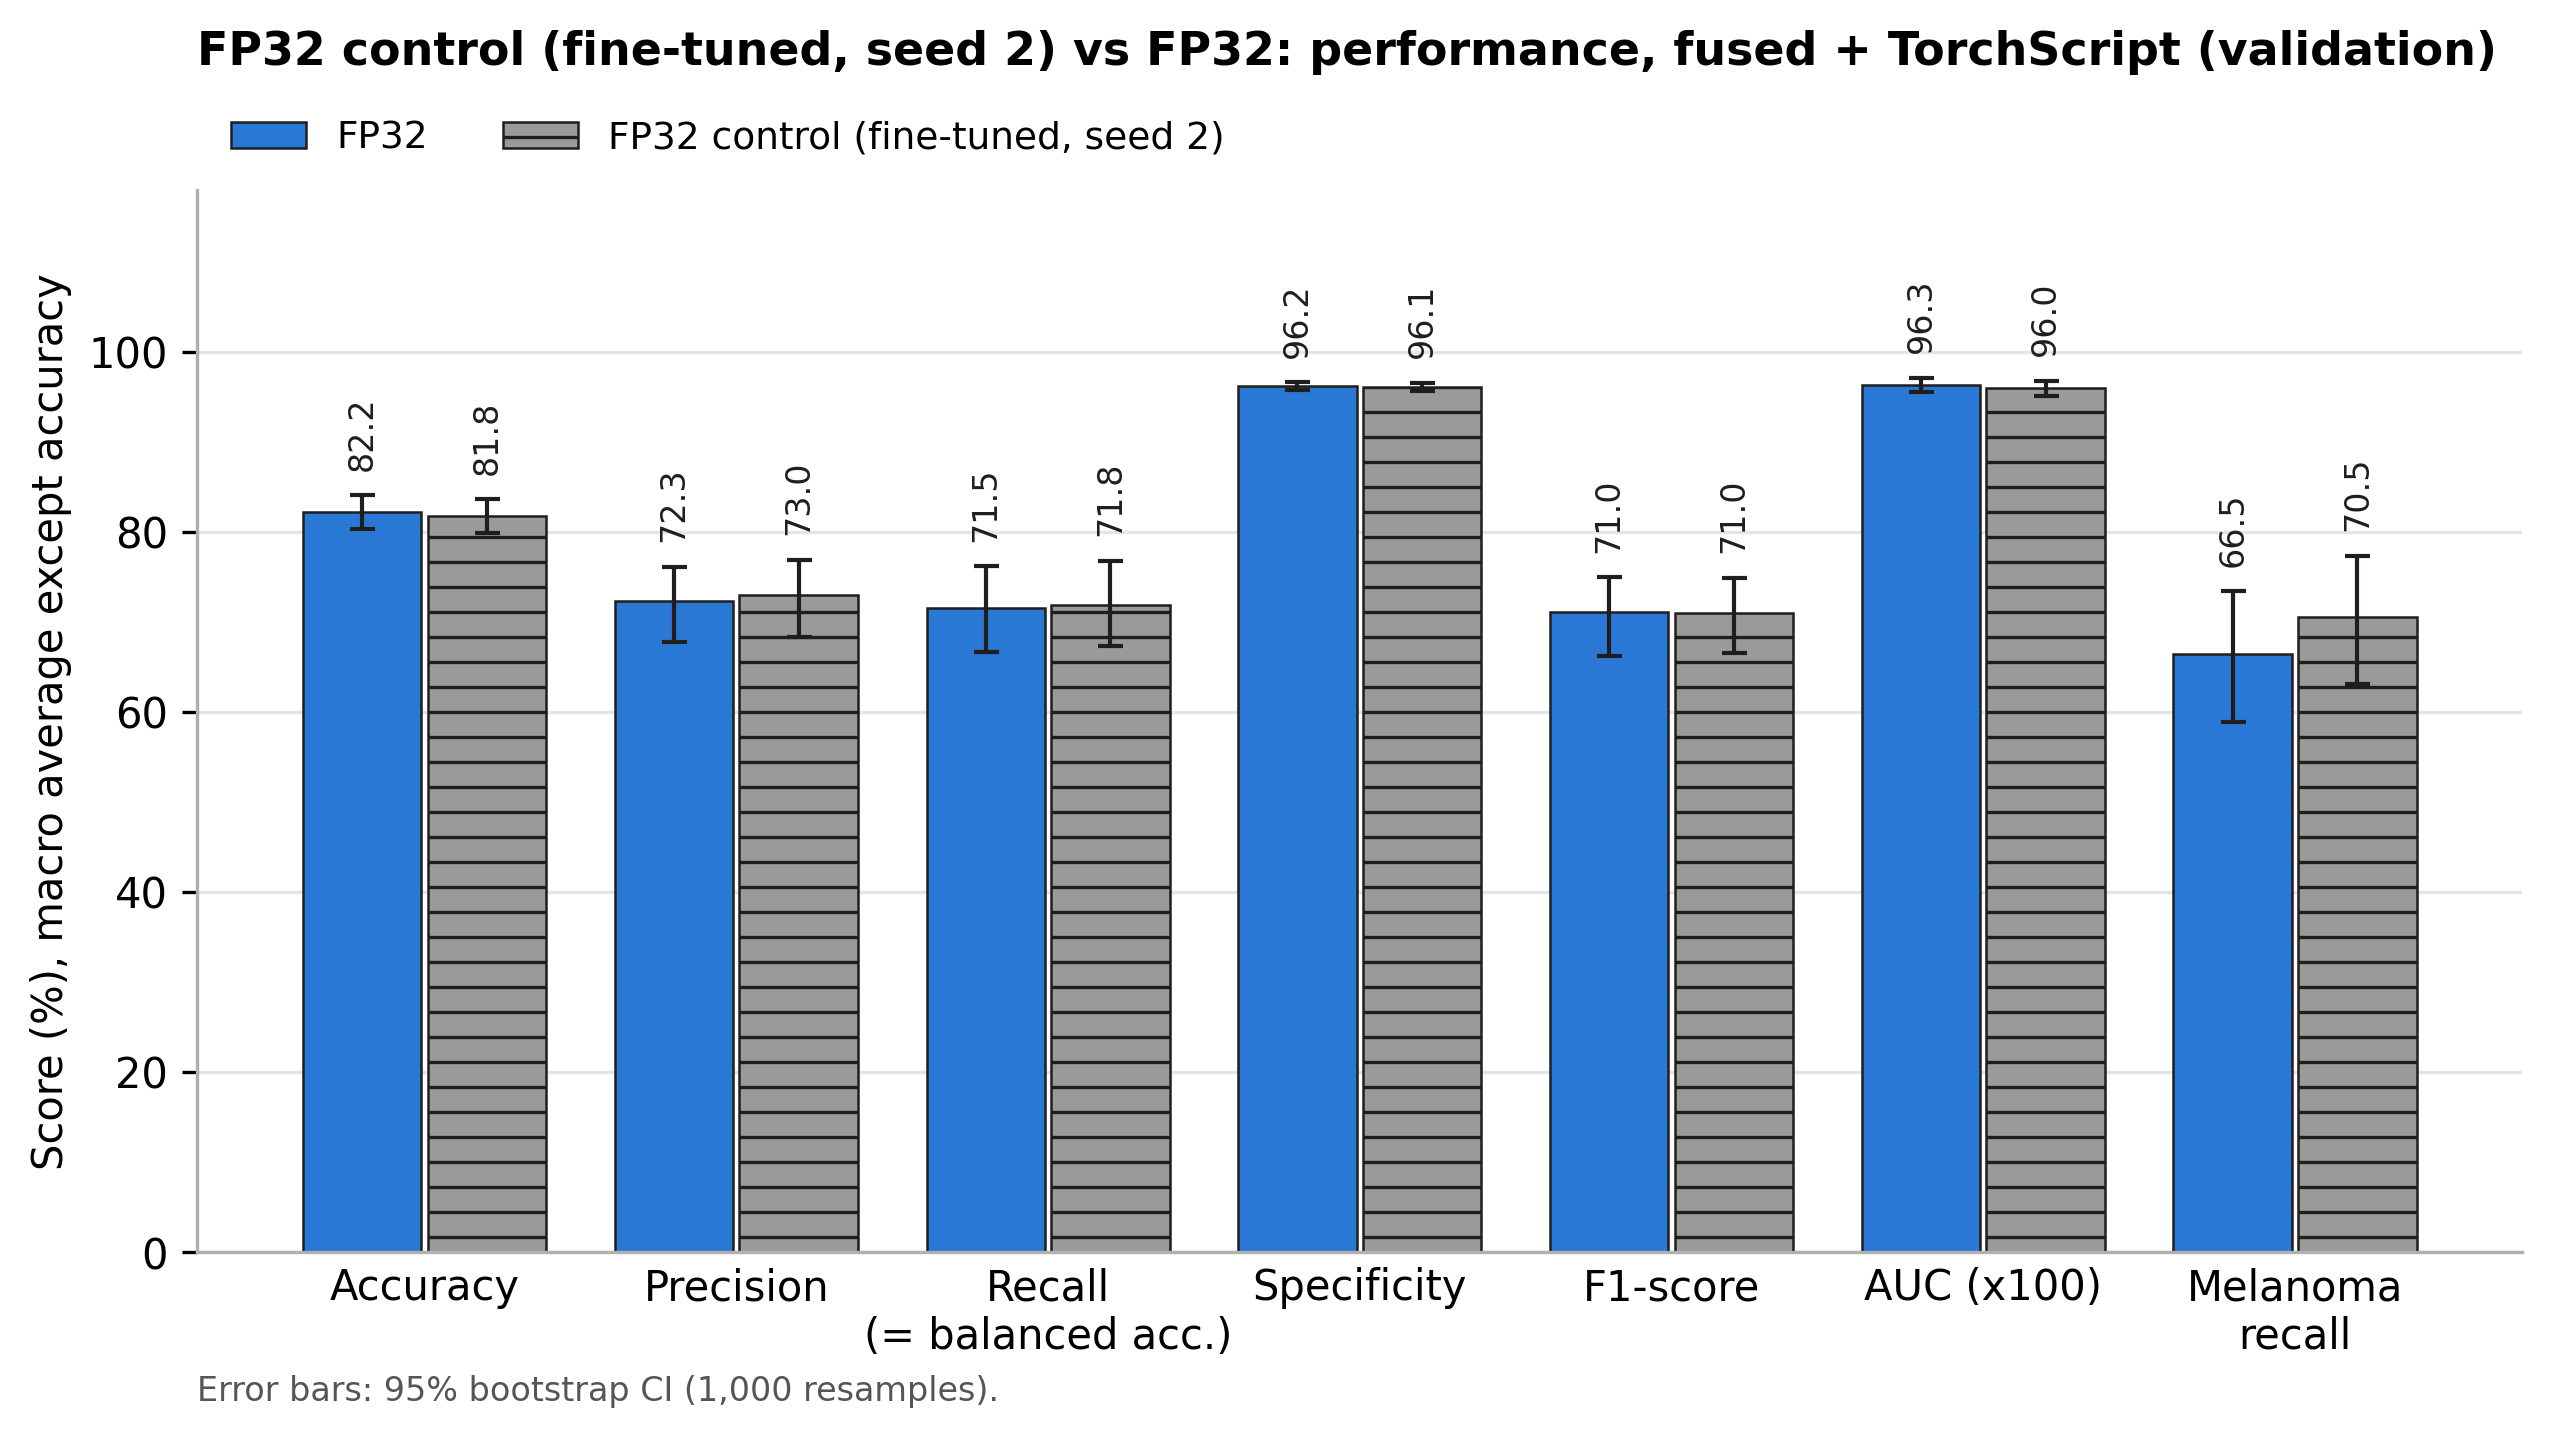 FP32 control (fine-tuned, seed 2) vs FP32: performance, fused + TorchScript (validation)
FP32
FP32 control (fine-tuned, seed 2)
Score (%), macro average except accuracy
100
80
60
40
20
0
82.2
81.8
72.3
73.0
71.5
71.8
96.2
96.1
71.0
71.0
96.3
96.0
66.5
70.5
Accuracy
Precision
Recall
(= balanced acc.)
Specificity
F1-score
AUC (x100)
Melanoma
recall
Error bars: 95% bootstrap CI (1,000 resamples).